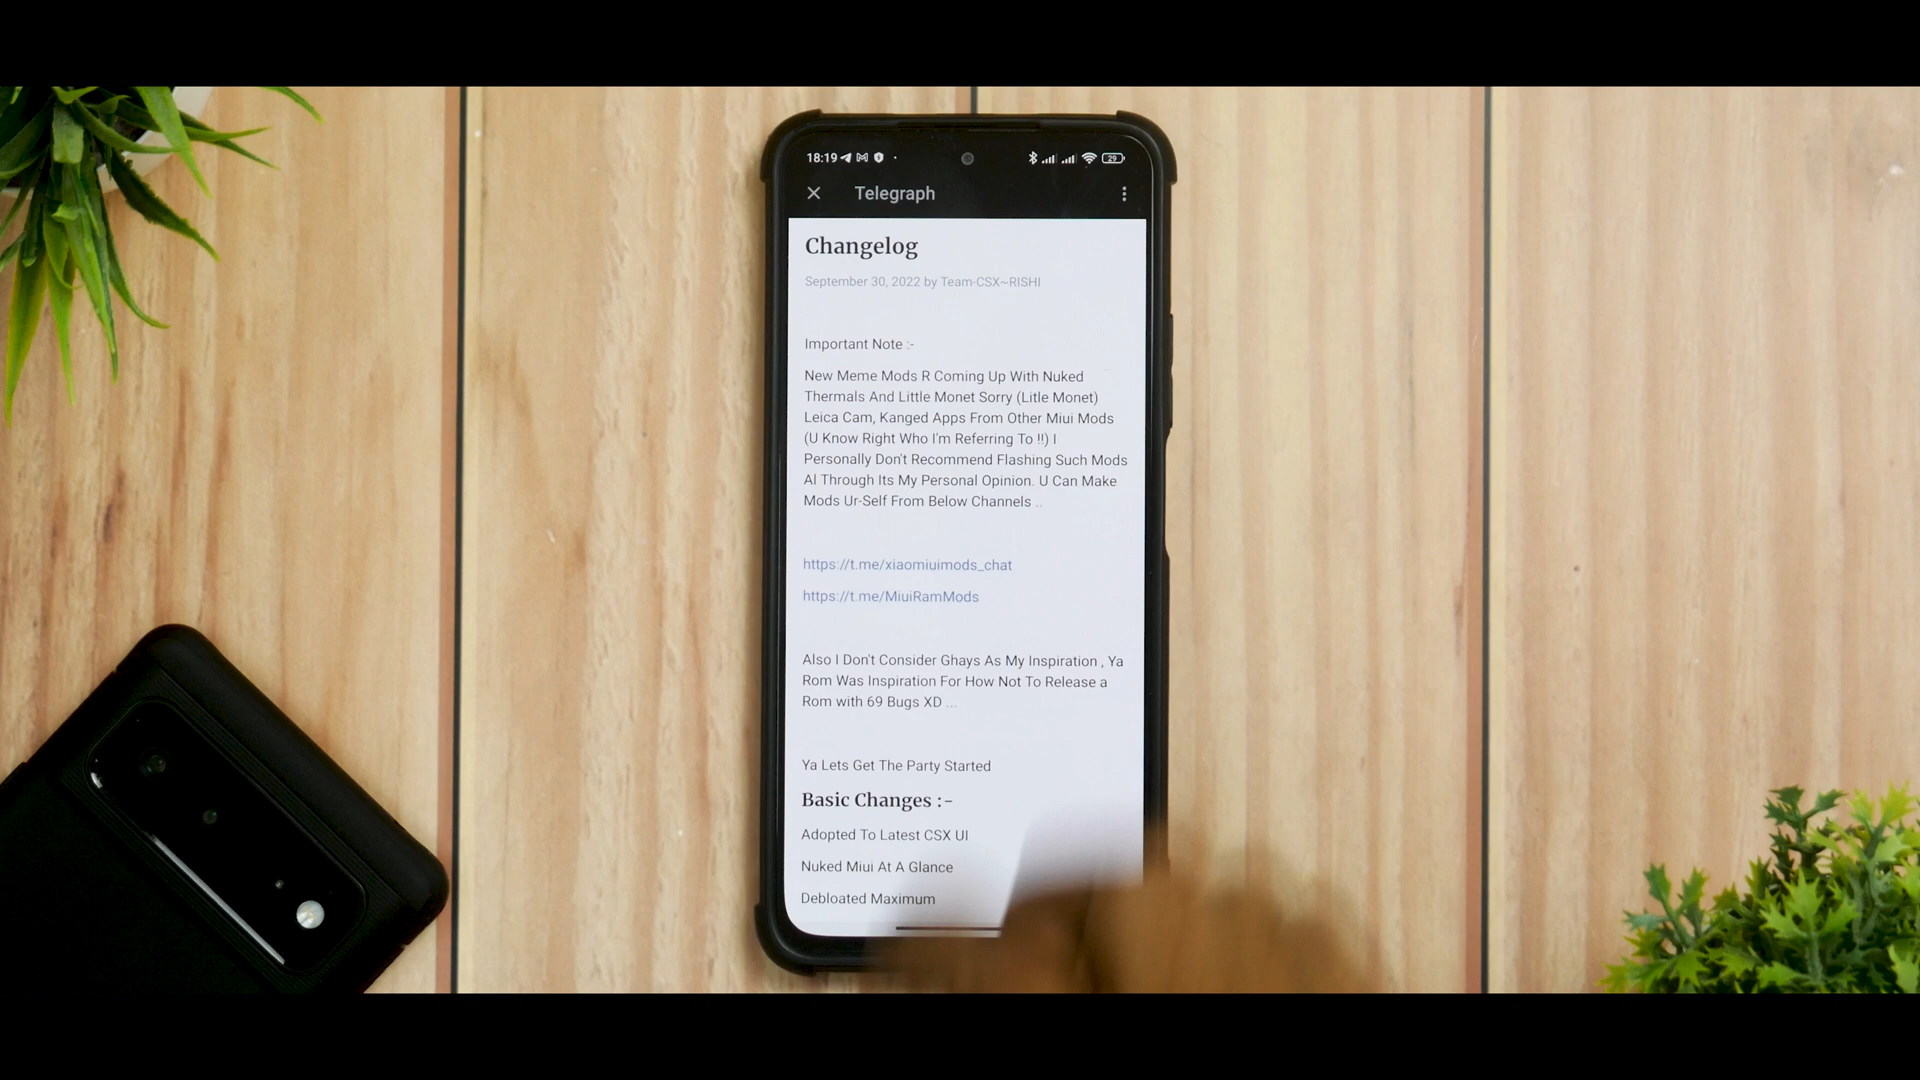 18:19
29
Telegraph
Changelog
September 30, 2022 by Team-CSX~RISHI
Important Note :-
New Meme Mods R Coming Up With Nuked
Thermals And Little Monet Sorry (Litle Monet)
Leica Cam, Kanged Apps From Other Miui Mods
(U Know Right Who I'm Referring To !!) I
Personally Don't Recommend Flashing Such Mods
Al Through Its My Personal Opinion. U Can Make
Mods Ur-Self From Below Channels ..
https://t.me/xiaomiuimods_chat
https://t.me/MiuiRamMods
Also I Don't Consider Ghays As My Inspiration , Ya
Rom Was Inspiration For How Not To Release a
Rom with 69 Bugs XD ...
Ya Lets Get The Party Started
Basic Changes :-
Adopted To Latest CSX UI
Nuked Miui At A Glance
Debloated Maximum